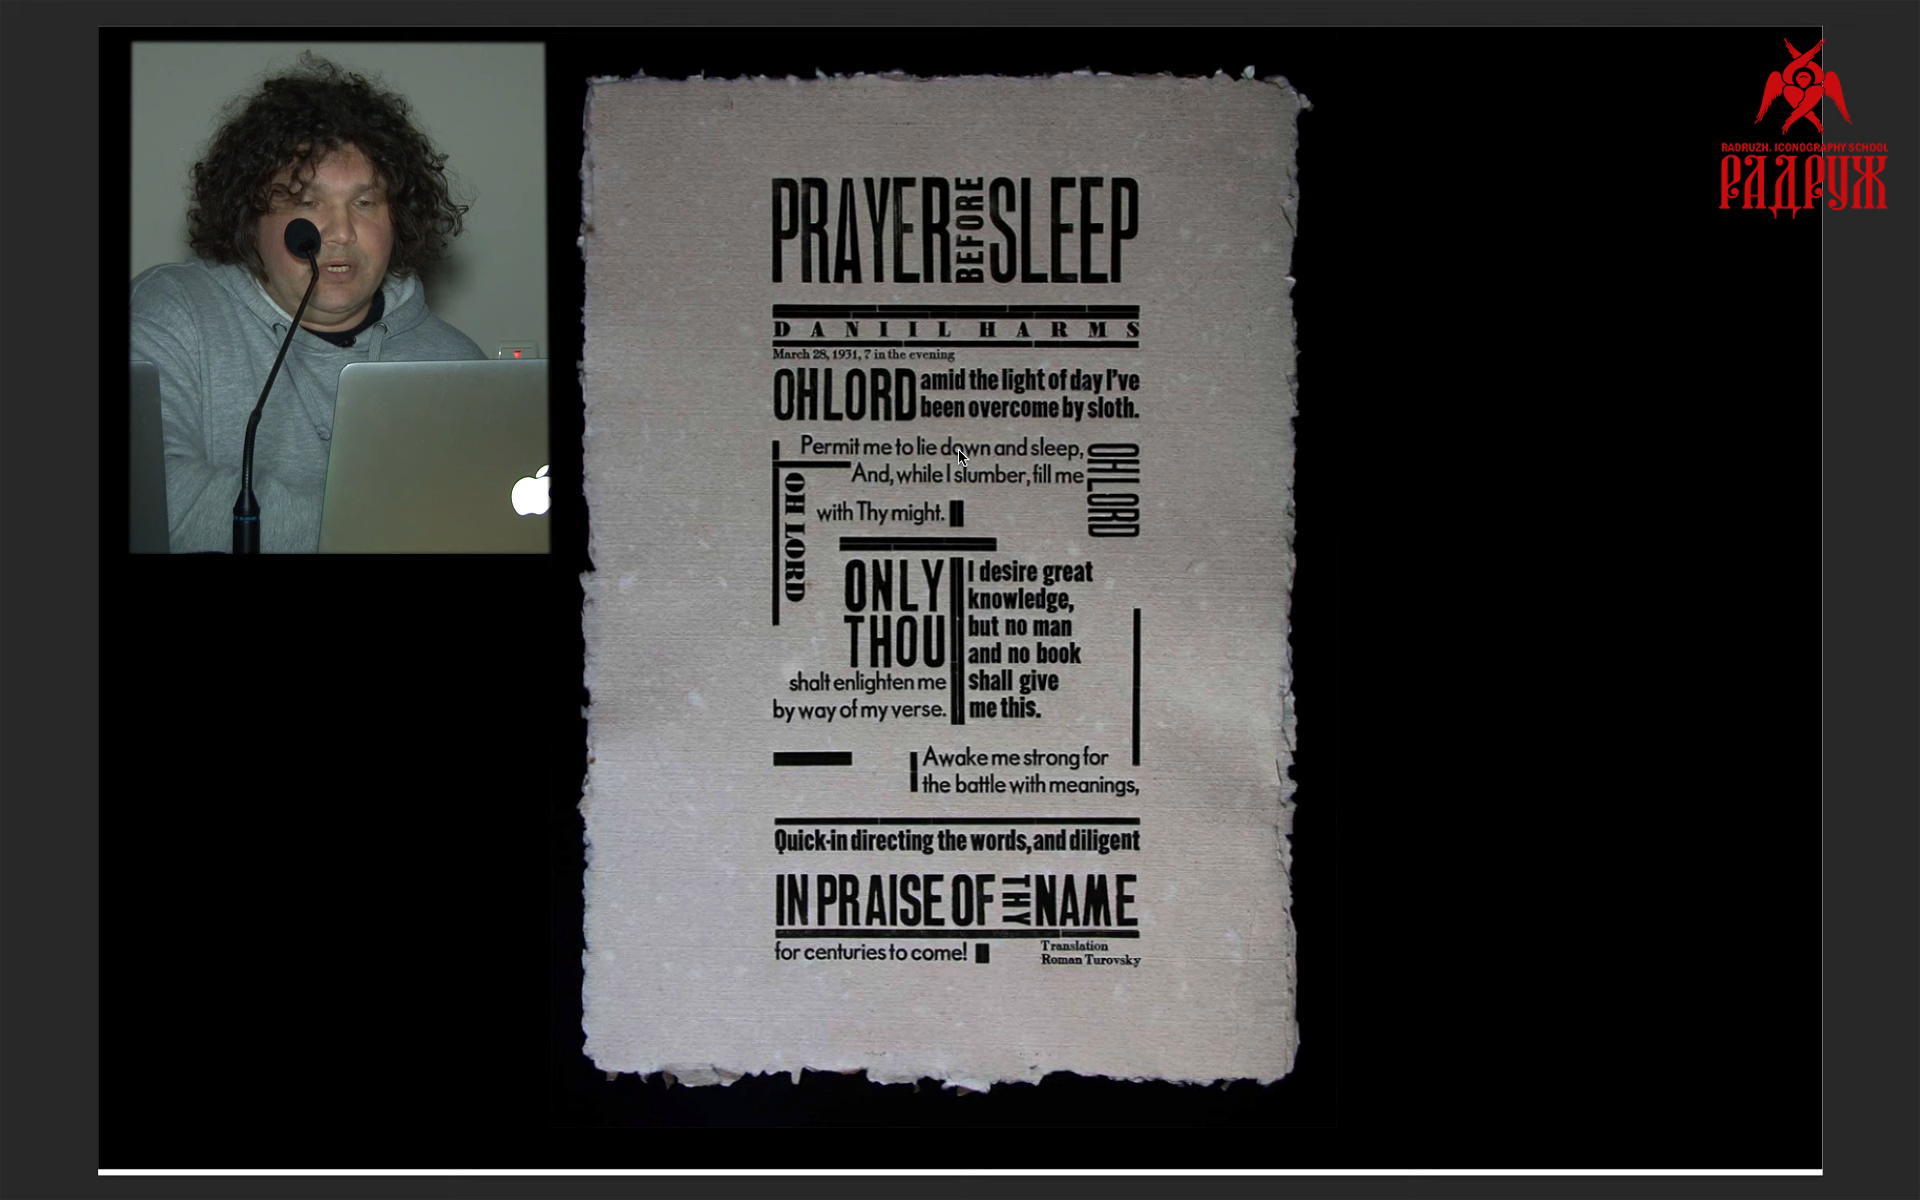 PRAYER BEFORE SLEEP
DANIIL HARMS
March 28, 1931, 7 in the evening
OH LORD amid the light of day I've
been overcome by sloth.
Permit me to lie down and sleep,
And, while I slumber, fill me
with Thy might.
OH LORD
OH LORD
ONLY
THOU
shalt enlighten me
by way of my verse.
I desire great
knowledge,
but no man
and no book
shall give
me this.
Awake me strong for
the battle with meanings,
Quick-in directing the words, and diligent
IN PRAISE OF THY NAME
for centuries to come!
Translation
Roman Turovsky
RADRUZH. ICONOGRAPHY SCHOOL
РАДРУЖ